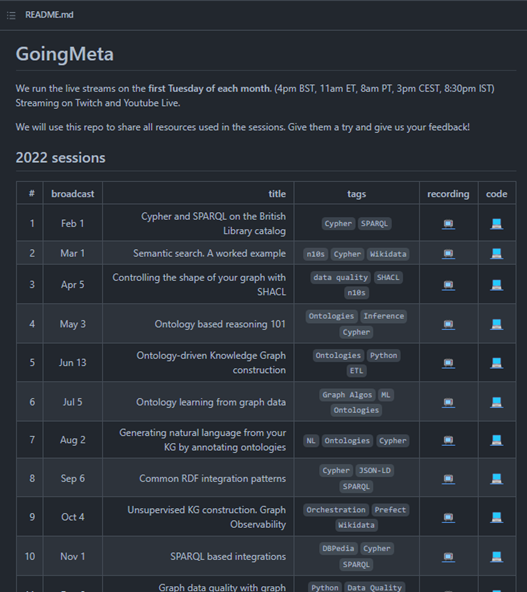 README.md
GoingMeta
We run the live streams on the first Tuesday of each month. (4pm BST, 11am ET, 8am PT, 3pm CEST, 8:30pm IST)
Streaming on Twitch and Youtube Live.
We will use this repo to share all resources used in the sessions. Give them a try and give us your feedback!
2022 sessions
# broadcast title tags recording code
1 Feb 1 Cypher and SPARQL on the British Library catalog Cypher SPARQL
2 Mar 1 Semantic search. A worked example n10s Cypher Wikidata
3 Apr 5 Controlling the shape of your graph with SHACL data quality SHACL n10s
4 May 3 Ontology based reasoning 101 Ontologies Inference Cypher
5 Jun 13 Ontology-driven Knowledge Graph construction Ontologies Python ETL
6 Jul 5 Ontology learning from graph data Graph Algos ML Ontologies
7 Aug 2 Generating natural language from your KG by annotating ontologies NL Ontologies Cypher
8 Sep 6 Common RDF integration patterns Cypher JSON-LD SPARQL
9 Oct 4 Unsupervised KG construction. Graph Observability Orchestration Prefect Wikidata
10 Nov 1 SPARQL based integrations DBPedia Cypher SPARQL
Graph data quality with graph Python Data Quality